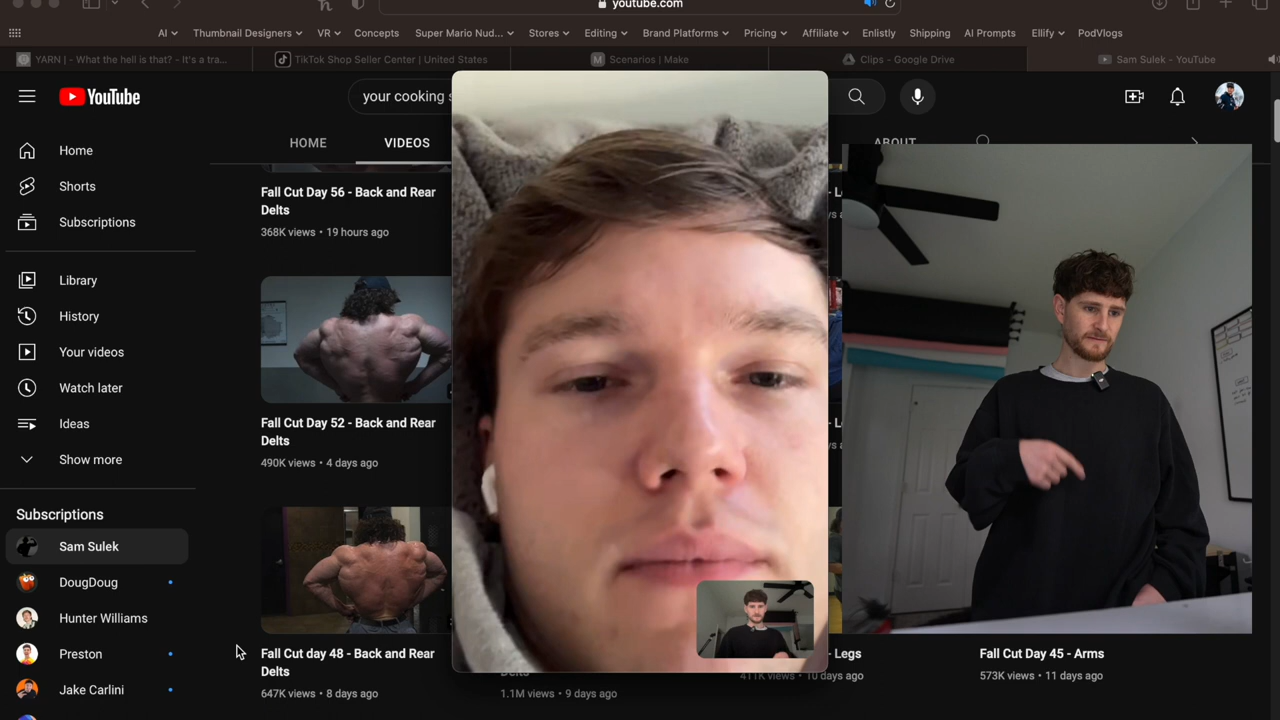 youtube.com
AI
Thumbnail Designers
VR
Concepts
Super Mario Nud...
Stores
Editing
Brand Platforms
Pricing
Affiliate
Enlistly
Shipping
AI Prompts
Ellify
PodVlogs
YARN | - What the hell is that? - It's a tra...
TikTok Shop Seller Center | United States
Scenarios | Make
Clips - Google Drive
Sam Sulek - YouTube
YouTube
your cooking s
HOME
VIDEOS
ABOUT
Home
Shorts
Subscriptions
Library
History
Your videos
Watch later
Ideas
Show more
Subscriptions
Sam Sulek
DougDoug
Hunter Williams
Preston
Jake Carlini
Fall Cut Day 56 - Back and Rear
Delts
368K views • 19 hours ago
Fall Cut Day 52 - Back and Rear
Delts
490K views • 4 days ago
Fall Cut day 48 - Back and Rear
Delts
647K views • 8 days ago
Delts
1.1M views • 9 days ago
- Legs
411K views • 10 days ago
Fall Cut Day 45 - Arms
573K views • 11 days ago